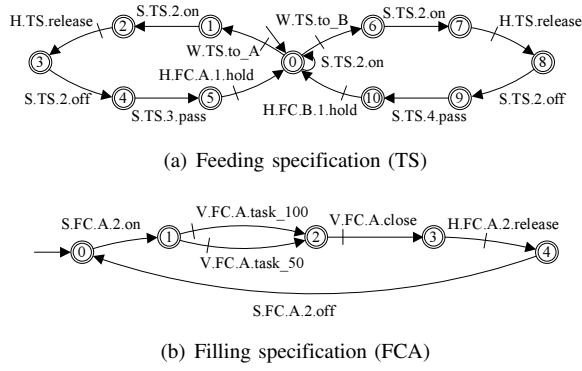 S.TS.2.on
W.TS.to_B
S.TS.2.on
H.TS.release
2
1
6
7
H.TS.release
W.TS.to_A
3
0
S.TS.2.on
8
H.FC.A.1.hold
S.TS.2.off
4
5
H.FC.B.1.hold
10
9
S.TS.2.off
S.TS.3.pass
S.TS.4.pass
(a) Feeding specification (TS)
S.FC.A.2.on
V.FC.A.task_100
V.FC.A.close
H.FC.A.2.release
0
1
2
3
4
V.FC.A.task_50
S.FC.A.2.off
(b) Filling specification (FCA)